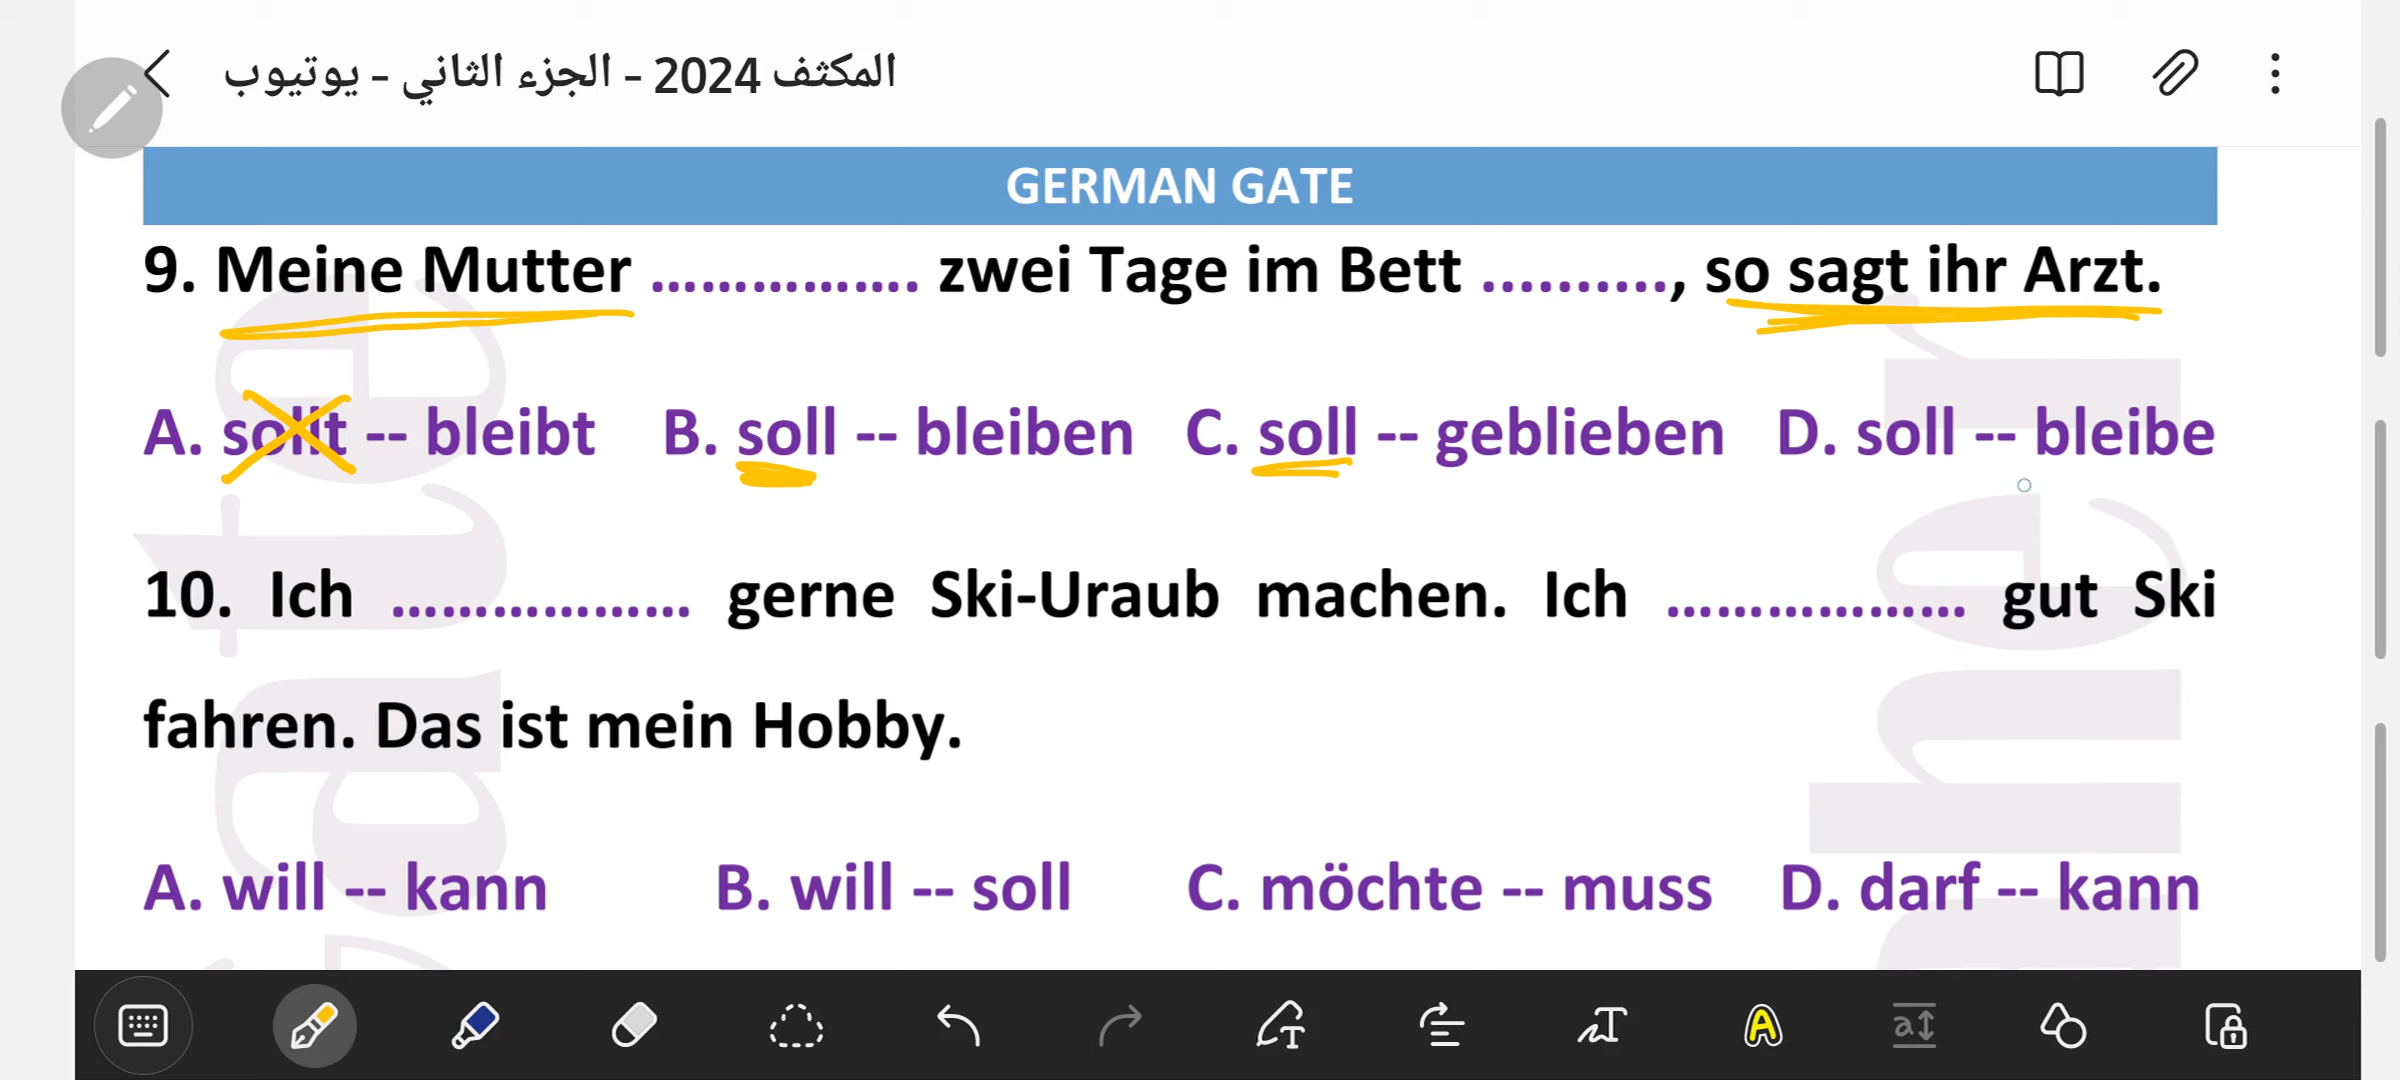 المكثف 2024 - الجزء الثاني - يوتيوب
GERMAN GATE
9. Meine Mutter ................ zwei Tage im Bett ..........., so sagt ihr Arzt.
A. sollt -- bleibt B. soll -- bleiben C. soll -- geblieben D. soll -- bleibe
10. Ich .................. gerne Ski-Uraub machen. Ich .................. gut Ski
fahren. Das ist mein Hobby.
A. will -- kann B. will -- soll C. möchte -- muss D. darf -- kann